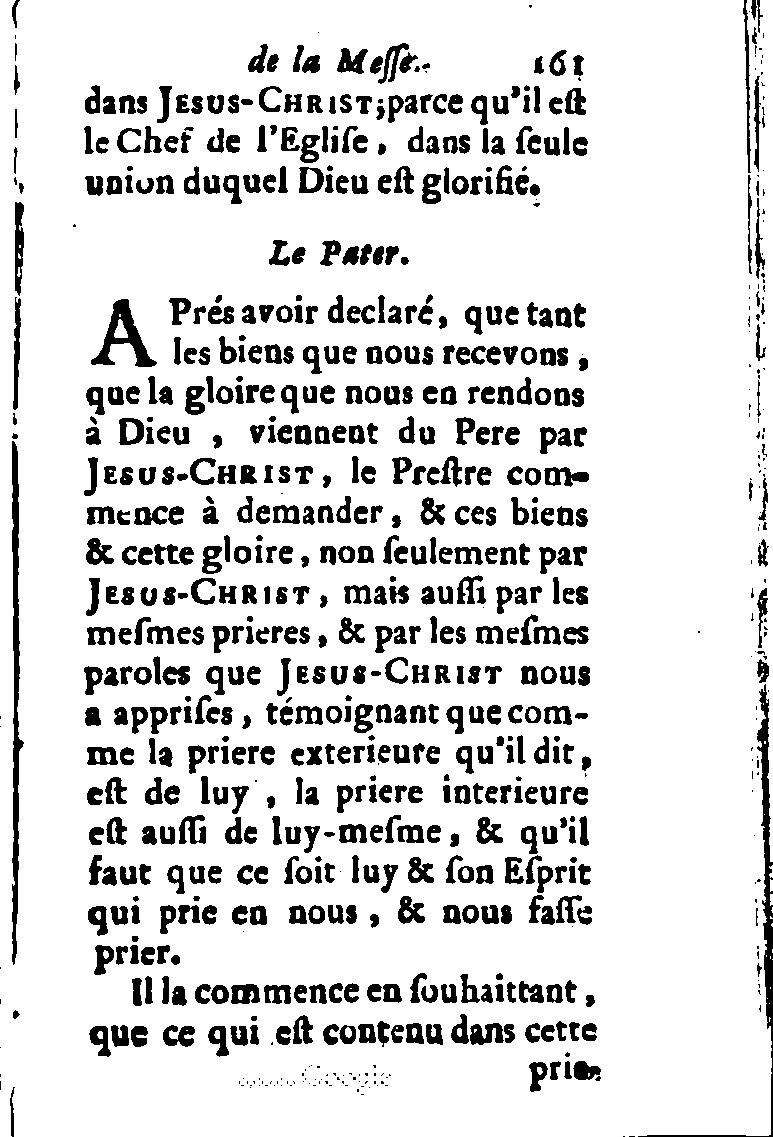 de la Meſſe. 161
dans JESUS-CHRIST; parce qu'il eſt
le Chef de l'Egliſe, dans la ſeule
union duquel Dieu eſt glorifié.
Le Pater.
APrés avoir declaré, que tant
les biens que nous recevons,
que la gloire que nous en rendons
à Dieu, viennent du Pere par
JESUS-CHRIST, le Preſtre com-
mence à demander, & ces biens
& cette gloire, non ſeulement par
JESUS-CHRIST, mais auſſi par les
meſmes prieres, & par les meſmes
paroles que JESUS-CHRIST nous
a appriſes, témoignant que com-
me la priere exterieure qu'il dit,
eſt de luy, la priere interieure
eſt auſſi de luy-meſme, & qu'il
faut que ce ſoit luy & ſon Eſprit
qui prie en nous, & nous faſſe
prier.
Il la commence en ſouhaittant,
que ce qui eſt contenu dans cette
prie-
Google